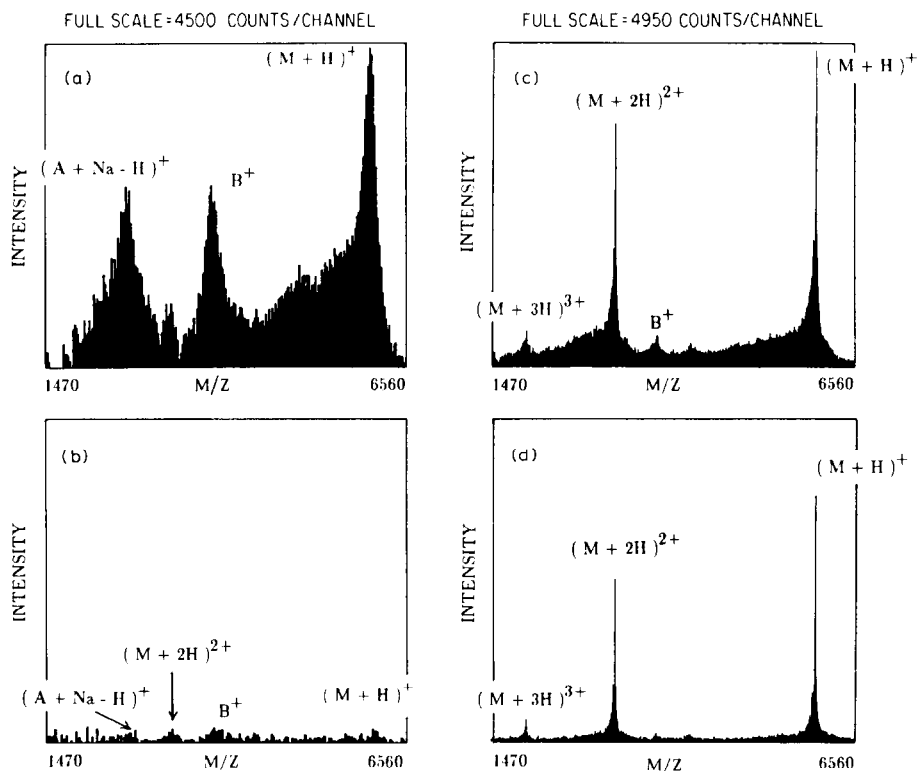 FULL SCALE=4500 COUNTS/CHANNEL
(a)
(M + H)⁺
(A + Na - H)⁺
B⁺
INTENSITY
1470 M/Z 6560
(b)
(M + 2H)²⁺
(A + Na - H)⁺
B⁺
(M + H)⁺
INTENSITY
1470 M/Z 6560
FULL SCALE=4950 COUNTS/CHANNEL
(c)
(M + H)⁺
(M + 2H)²⁺
(M + 3H)³⁺
B⁺
INTENSITY
1470 M/Z 6560
(d)
(M + H)⁺
(M + 2H)²⁺
(M + 3H)³⁺
INTENSITY
1470 M/Z 6560